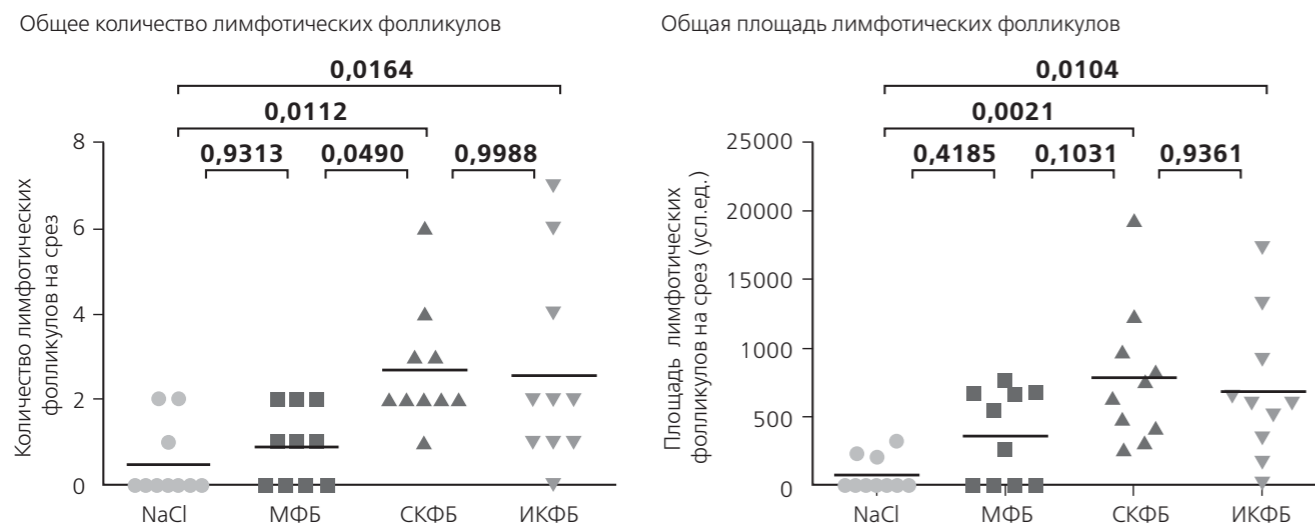 Общее количество лимфотических фолликулов
0,0164
0,0112
0,9313 0,0490 0,9988
Количество лимфотических
фолликулов на срез
8
6
4
2
0
NaCl МФБ СКФБ ИКФБ
Общая площадь лимфотических фолликулов
0,0104
0,0021
0,4185 0,1031 0,9361
Площадь лимфотических
фолликулов на срез (усл.ед.)
25000
20000
15000
1000
500
0
NaCl МФБ СКФБ ИКФБ